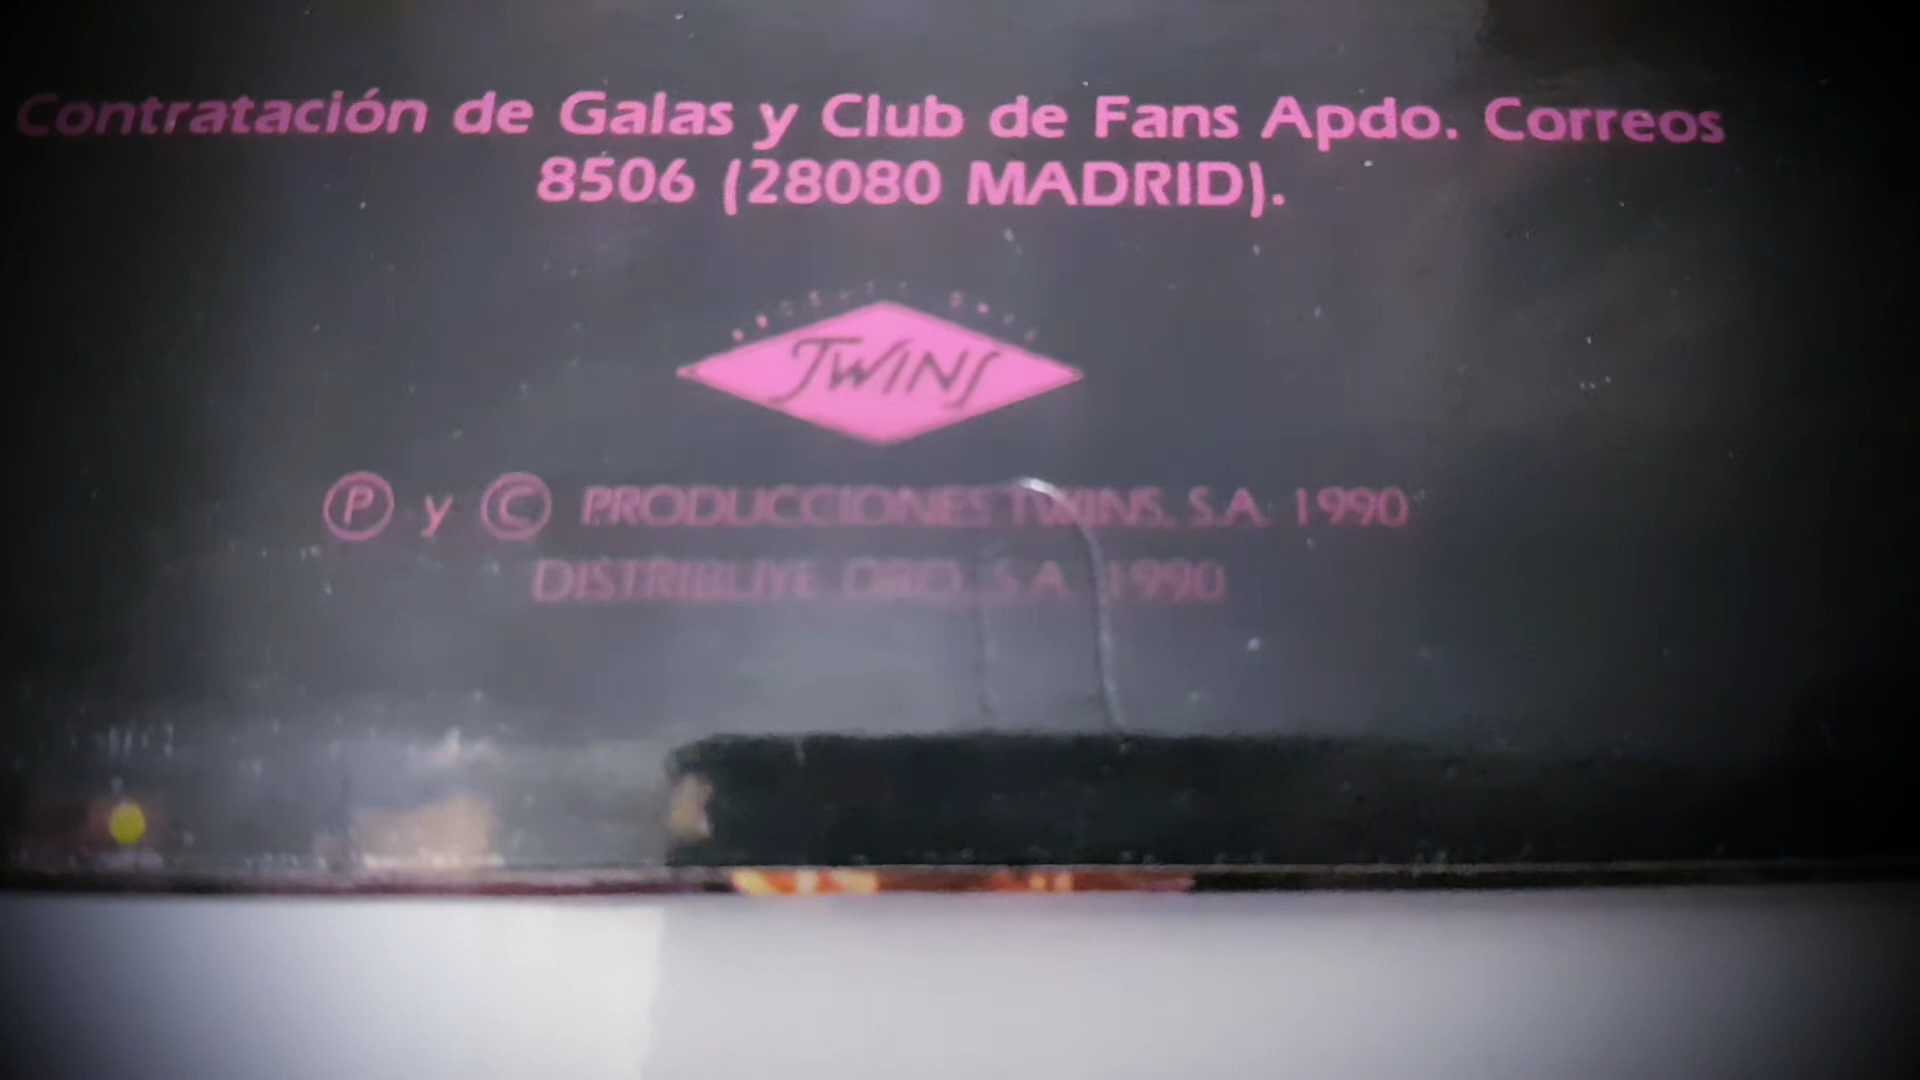 Contratación de Galas y Club de Fans Apdo. Correos
8506 (28080 MADRID).
TWINS
Ⓟ y © PRODUCCIONES TWINS, S.A. 1990
DISTRIBUYE DRO, S.A. 1990